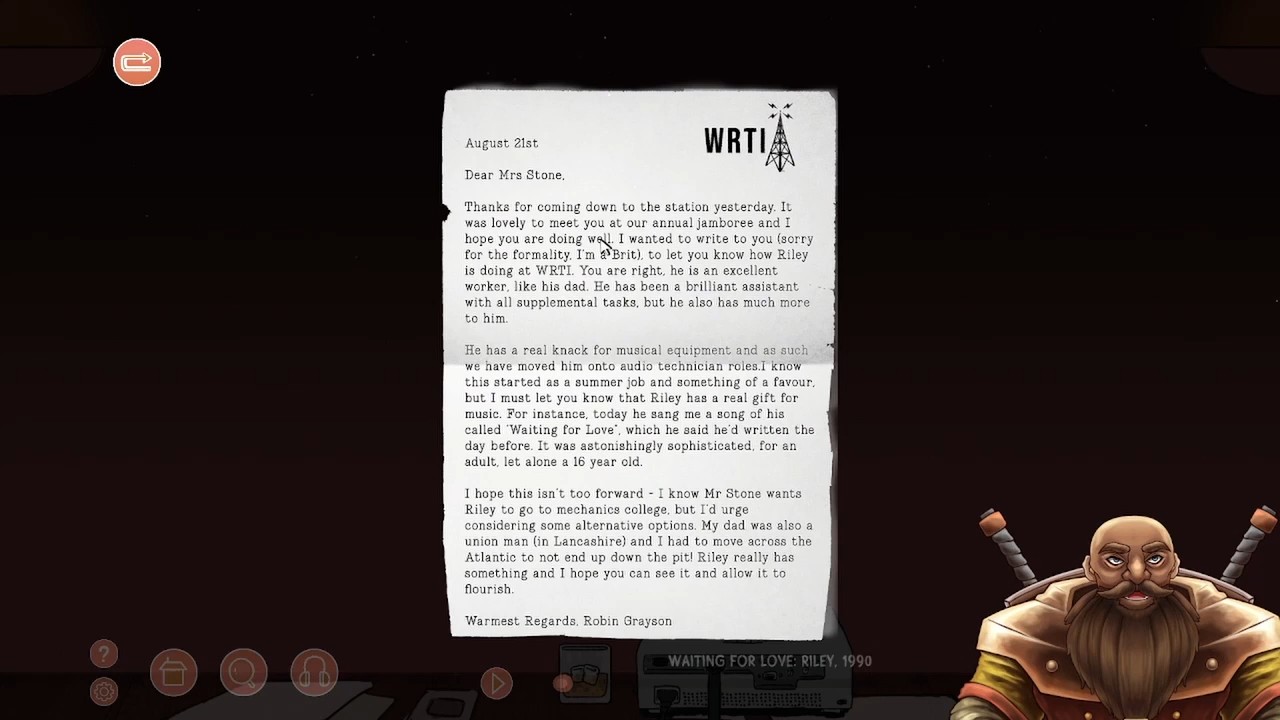 WRTI
August 21st
Dear Mrs Stone,
Thanks for coming down to the station yesterday. It
was lovely to meet you at our annual jamboree and I
hope you are doing well. I wanted to write to you (sorry
for the formality, I'm a Brit), to let you know how Riley
is doing at WRTI. You are right, he is an excellent
worker, like his dad. He has been a brilliant assistant
with all supplemental tasks, but he also has much more
to him.
He has a real knack for musical equipment and as such
we have moved him onto audio technician roles.I know
this started as a summer job and something of a favour,
but I must let you know that Riley has a real gift for
music. For instance, today he sang me a song of his
called "Waiting for Love", which he said he'd written the
day before. It was astonishingly sophisticated, for an
adult, let alone a 16 year old.
I hope this isn't too forward - I know Mr Stone wants
Riley to go to mechanics college, but I'd urge
considering some alternative options. My dad was also a
union man (in Lancashire) and I had to move across the
Atlantic to not end up down the pit! Riley really has
something and I hope you can see it and allow it to
flourish.
Warmest Regards, Robin Grayson
?
WAITING FOR LOVE: RILEY, 1990